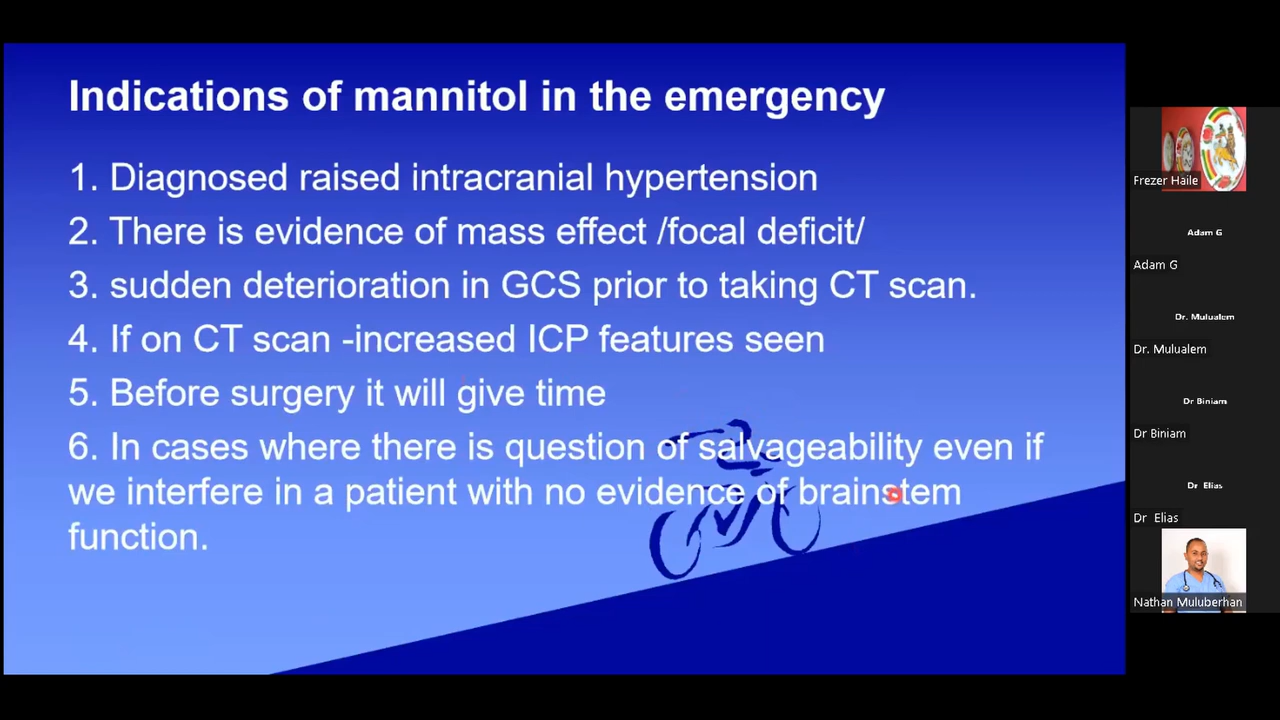 Indications of mannitol in the emergency
1. Diagnosed raised intracranial hypertension
2. There is evidence of mass effect /focal deficit/
3. sudden deterioration in GCS prior to taking CT scan.
4. If on CT scan -increased ICP features seen
5. Before surgery it will give time
6. In cases where there is question of salvageability even if
we interfere in a patient with no evidence of brainstem
function.
Frezer Haile
Adam G
Adam G
Dr. Mulualem
Dr. Mulualem
Dr Biniam
Dr Biniam
Dr Elias
Dr Elias
Nathan Muluberhan